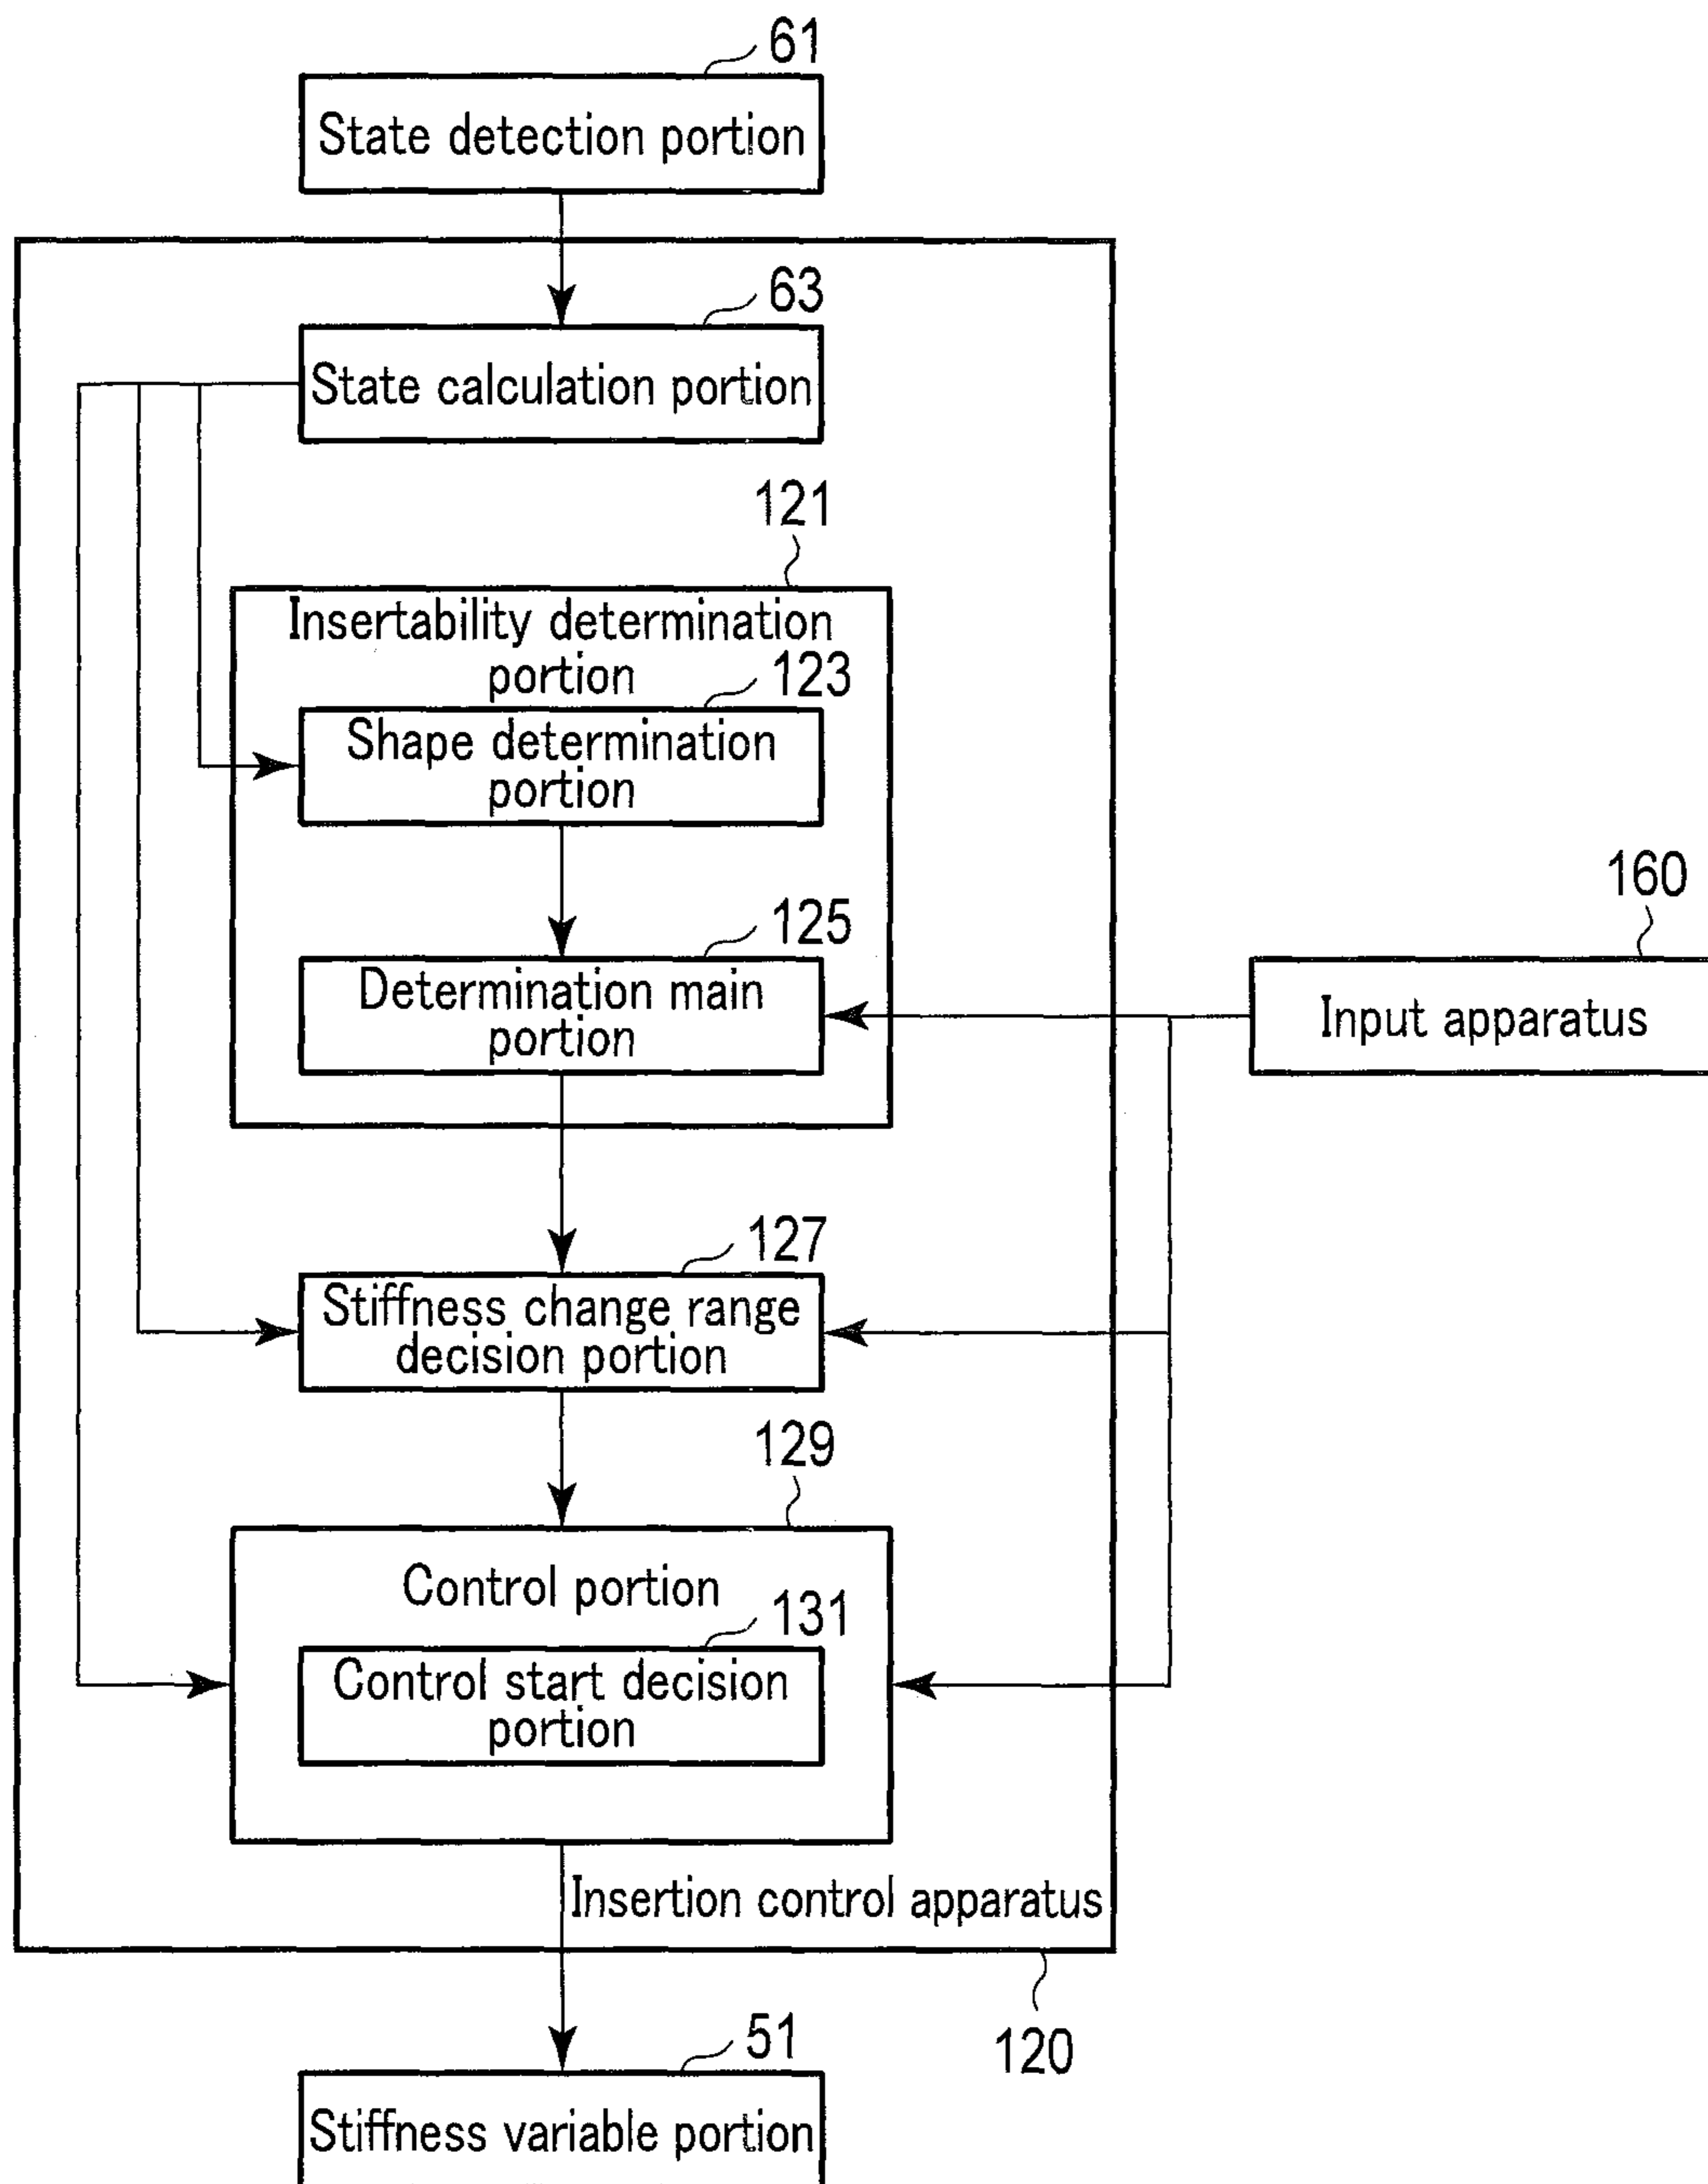 61
State detection portion
63
State calculation portion
121
Insertability determination
portion
123
Shape determination
portion
125
Determination main
portion
160
Input apparatus
127
Stiffness change range
decision portion
129
Control portion
131
Control start decision
portion
Insertion control apparatus
120
51
Stiffness variable portion